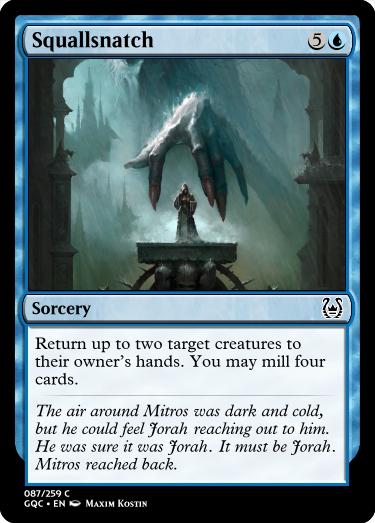 Squallsnatch 5
Sorcery
Return up to two target creatures to
their owner's hands. You may mill four
cards.
The air around Mitros was dark and cold,
but he could feel Jorah reaching out to him.
He was sure it was Jorah. It must be Jorah.
Mitros reached back.
087/259 C
GQC • EN Maxim Kostin